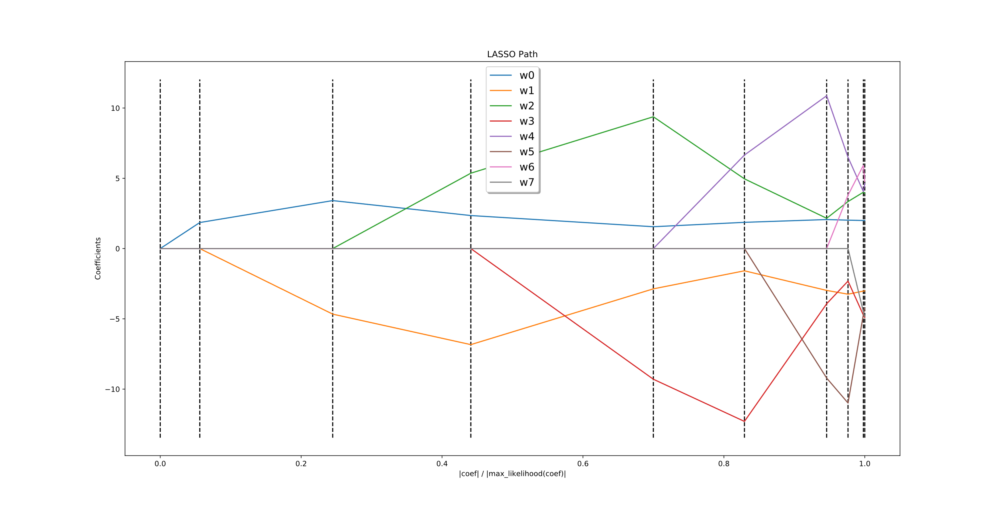 LASSO Path
w0
w1
w2
w3
w4
w5
w6
w7
10
5
0
−5
−10
Coefficients
0.0
0.2
0.4
0.6
0.8
1.0
|coef| / |max_likelihood(coef)|